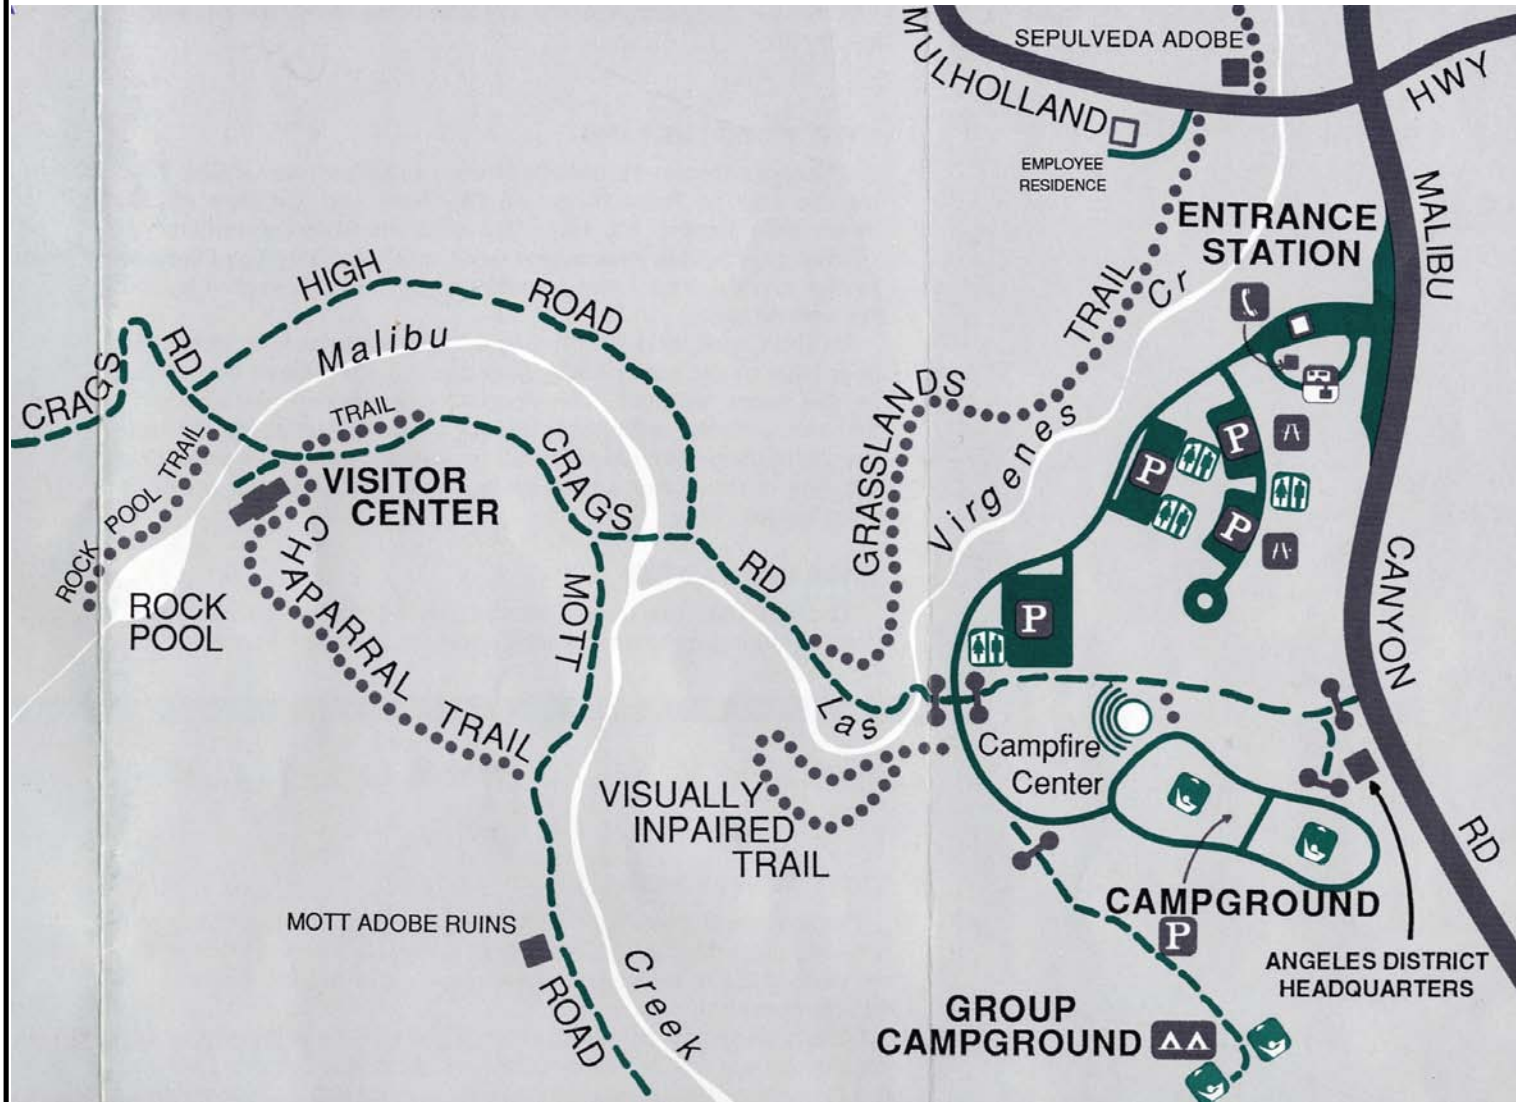 SEPULVEDA ADOBE
MULHOLLAND
HWY
EMPLOYEE
RESIDENCE
MALIBU
ENTRANCE
STATION
HIGH
ROAD
TRAIL
Cr
Malibu
RD
CRAGS
TRAIL
GRASSLANDS
Virgenes
P
P
P
P
CRAGS
VISITOR
CENTER
POOL TRAIL
ROCK
ROCK
POOL
CHAPARRAL
TRAIL
MOTT
RD
CANYON
Las
Campfire
Center
VISUALLY
INPAIRED
TRAIL
RD
CAMPGROUND
P
MOTT ADOBE RUINS
ANGELES DISTRICT
HEADQUARTERS
Creek
ROAD
GROUP
CAMPGROUND